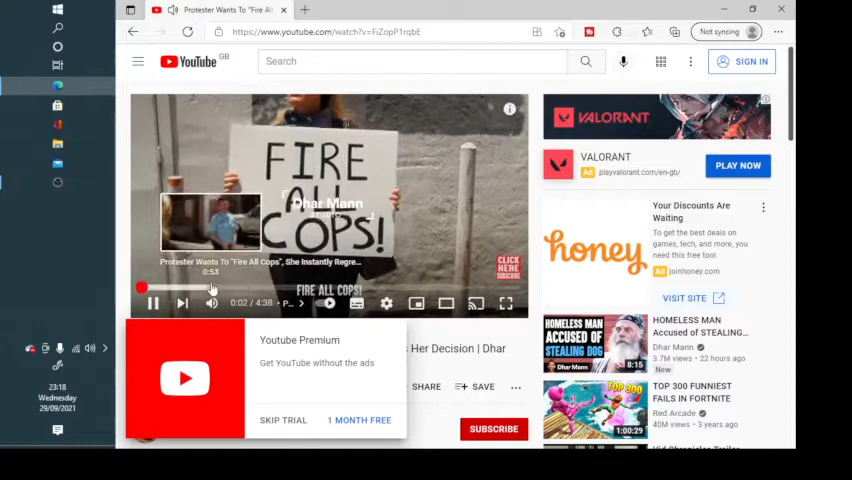 Protester Wants To "Fire All
https://www.youtube.com/watch?v=FiZopP1rqbE
Not syncing
YouTube GB
Search
SIGN IN
FIRE
ALL
COPS!
Dhar Mann
STUDIOS
Protester Wants To "Fire All Cops", She Instantly Regre...
0:53
CLICK
HERE
FIRE ALL COPS!
0:02 / 4:38 • P...
VALORANT
VALORANT
Ad playvalorant.com/en-gb/
PLAY NOW
Your Discounts Are
Waiting
To get the best deals on
games, tech, and more, you
need this free tool.
Ad joinhoney.com
honey
VISIT SITE
HOMELESS MAN
Accused of STEALING...
Dhar Mann
3.7M views • 22 hours ago
New
HOMELESS MAN
ACCUSED OF
STEALING DOG
8:15
TOP 300 FUNNIEST
FAILS IN FORTNITE
Red Arcade
40M views • 3 years ago
TOP 300
1:00:29
s Her Decision | Dhar
SHARE
SAVE
SUBSCRIBE
Youtube Premium
Get YouTube without the ads
SKIP TRIAL
1 MONTH FREE
23:18
Wednesday
29/09/2021